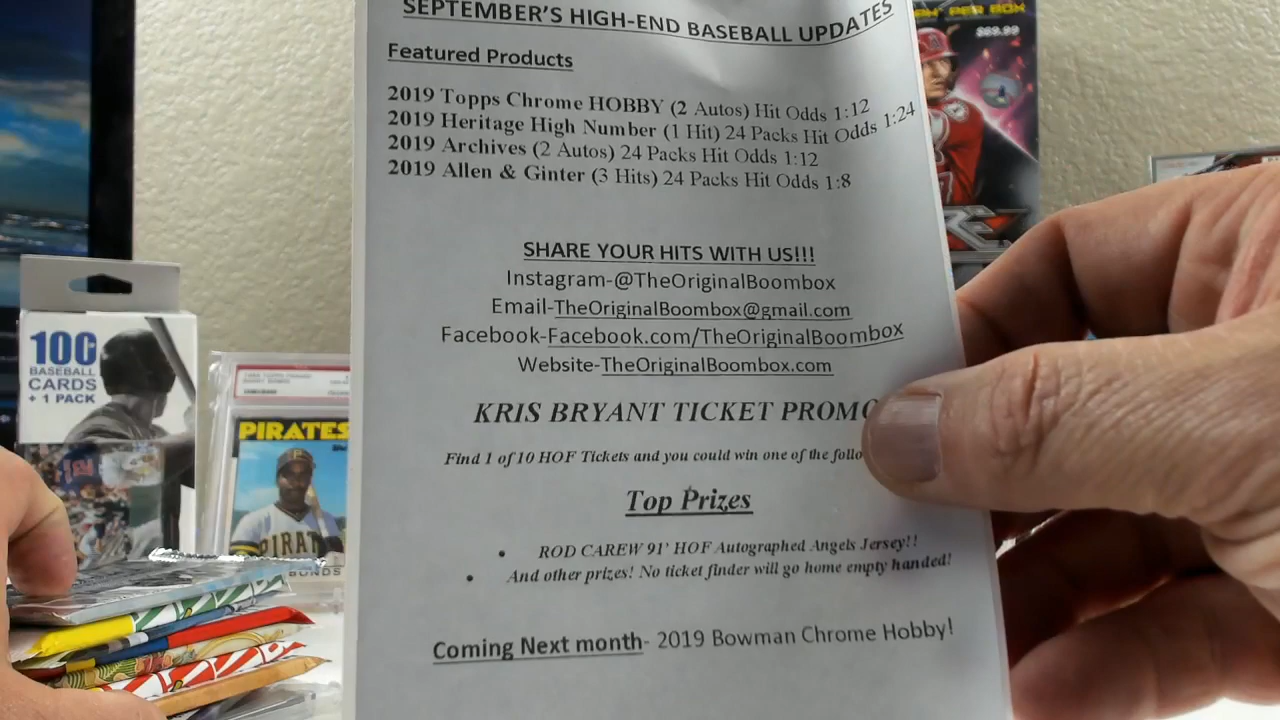 SEPTEMBER'S HIGH-END BASEBALL UPDATES
Featured Products
2019 Topps Chrome HOBBY (2 Autos) Hit Odds 1:12
2019 Heritage High Number (1 Hit) 24 Packs Hit Odds 1:24
2019 Archives (2 Autos) 24 Packs Hit Odds 1:12
2019 Allen & Ginter (3 Hits) 24 Packs Hit Odds 1:8
SHARE YOUR HITS WITH US!!!
Instagram-@TheOriginalBoombox
Email-TheOriginalBoombox@gmail.com
Facebook-Facebook.com/TheOriginalBoombox
Website-TheOriginalBoombox.com
KRIS BRYANT TICKET PROMO
Find 1 of 10 HOF Tickets and you could win one of the follo
Top Prizes
• ROD CAREW 91' HOF Autographed Angels Jersey!!
• And other prizes! No ticket finder will go home empty handed!
Coming Next month- 2019 Bowman Chrome Hobby!
100
BASEBALL
CARDS
+ 1 PACK
PIRATES
PIRAT
BONDS
PER BOX
$69.99